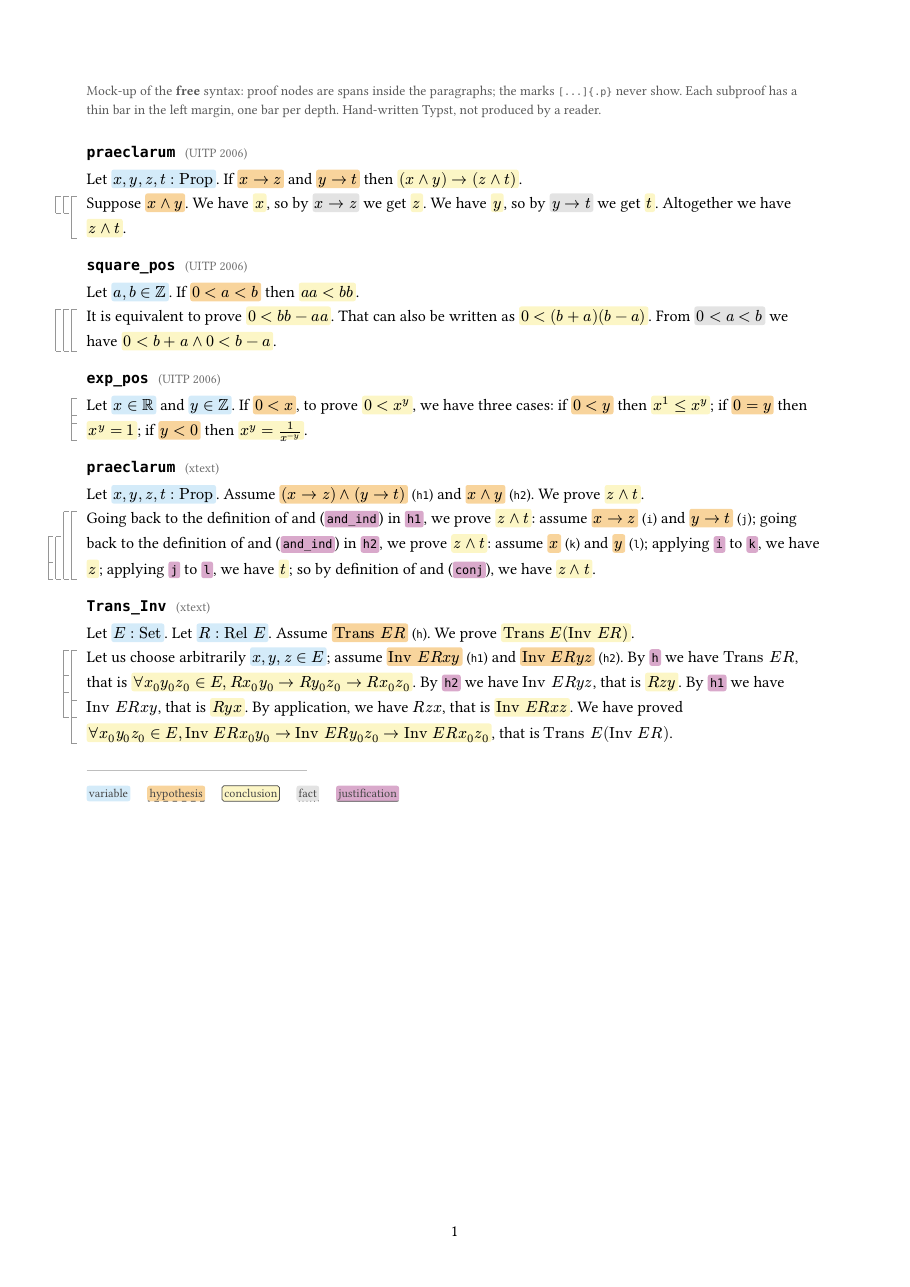 Mock-up of the free syntax: proof nodes are spans inside the paragraphs; the marks [...]{.p} never show. Each subproof has a
thin bar in the left margin, one bar per depth. Hand-written Typst, not produced by a reader.
praeclarum (UITP 2006)
Let x, y, z, t : Prop. If x → z and y → t then (x ∧ y) → (z ∧ t).
Suppose x ∧ y. We have x, so by x → z we get z. We have y, so by y → t we get t. Altogether we have
z ∧ t.
square_pos (UITP 2006)
Let a, b ∈ ℤ. If 0 < a < b then aa < bb.
It is equivalent to prove 0 < bb − aa. That can also be written as 0 < (b + a)(b − a). From 0 < a < b we
have 0 < b + a ∧ 0 < b − a.
exp_pos (UITP 2006)
Let x ∈ ℝ and y ∈ ℤ. If 0 < x, to prove 0 < x^y, we have three cases: if 0 < y then x^1 ≤ x^y; if 0 = y then
x^y = 1; if y < 0 then x^y = 1/x^{−y}.
praeclarum (xtext)
Let x, y, z, t : Prop. Assume (x → z) ∧ (y → t) (h1) and x ∧ y (h2). We prove z ∧ t.
Going back to the definition of and (and_ind) in h1, we prove z ∧ t: assume x → z (i) and y → t (j); going
back to the definition of and (and_ind) in h2, we prove z ∧ t: assume x (k) and y (l); applying i to k, we have
z; applying j to l, we have t; so by definition of and (conj), we have z ∧ t.
Trans_Inv (xtext)
Let E : Set. Let R : Rel E. Assume Trans ER (h). We prove Trans E(Inv ER).
Let us choose arbitrarily x, y, z ∈ E; assume Inv ERxy (h1) and Inv ERyz (h2). By h we have Trans ER,
that is ∀x₀y₀z₀ ∈ E, Rx₀y₀ → Ry₀z₀ → Rx₀z₀. By h2 we have Inv ERyz, that is Rzy. By h1 we have
Inv ERxy, that is Ryx. By application, we have Rzx, that is Inv ERxz. We have proved
∀x₀y₀z₀ ∈ E, Inv ERx₀y₀ → Inv ERy₀z₀ → Inv ERx₀z₀, that is Trans E(Inv ER).
variable hypothesis conclusion fact justification
1